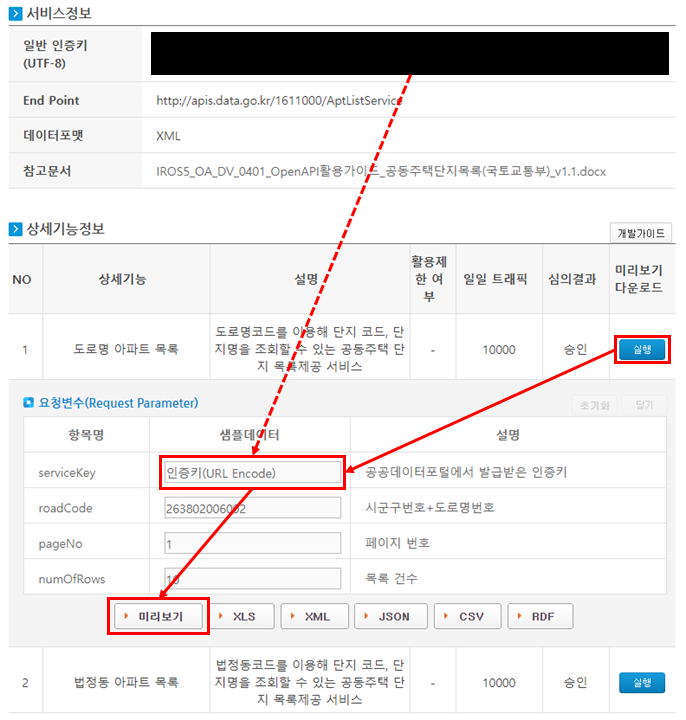 서비스정보
일반 인증키
(UTF-8)
End Point
http://apis.data.go.kr/1611000/AptListService
데이터포맷
XML
참고문서
IROS5_OA_DV_0401_OpenAPI활용가이드_공동주택단지목록(국토교통부)_v1.1.docx
상세기능정보
개발가이드
NO
상세기능
설명
활용제
한 여
부
일일 트래픽
심의결과
미리보기
다운로드
1
도로명 아파트 목록
도로명코드를 이용해 단지 코드, 단
지명을 조회할 수 있는 공동주택 단
지 목록제공 서비스
-
10000
승인
실행
요청변수(Request Parameter)
초기화
닫기
항목명
샘플데이터
설명
serviceKey
인증키(URL Encode)
공공데이터포털에서 발급받은 인증키
roadCode
263802006002
시군구번호+도로명번호
pageNo
1
페이지 번호
numOfRows
10
목록 건수
미리보기
XLS
XML
JSON
CSV
RDF
2
법정동 아파트 목록
법정동코드를 이용해 단지 코드, 단
지명을 조회할 수 있는 공동주택 단
지 목록제공 서비스
-
10000
승인
실행